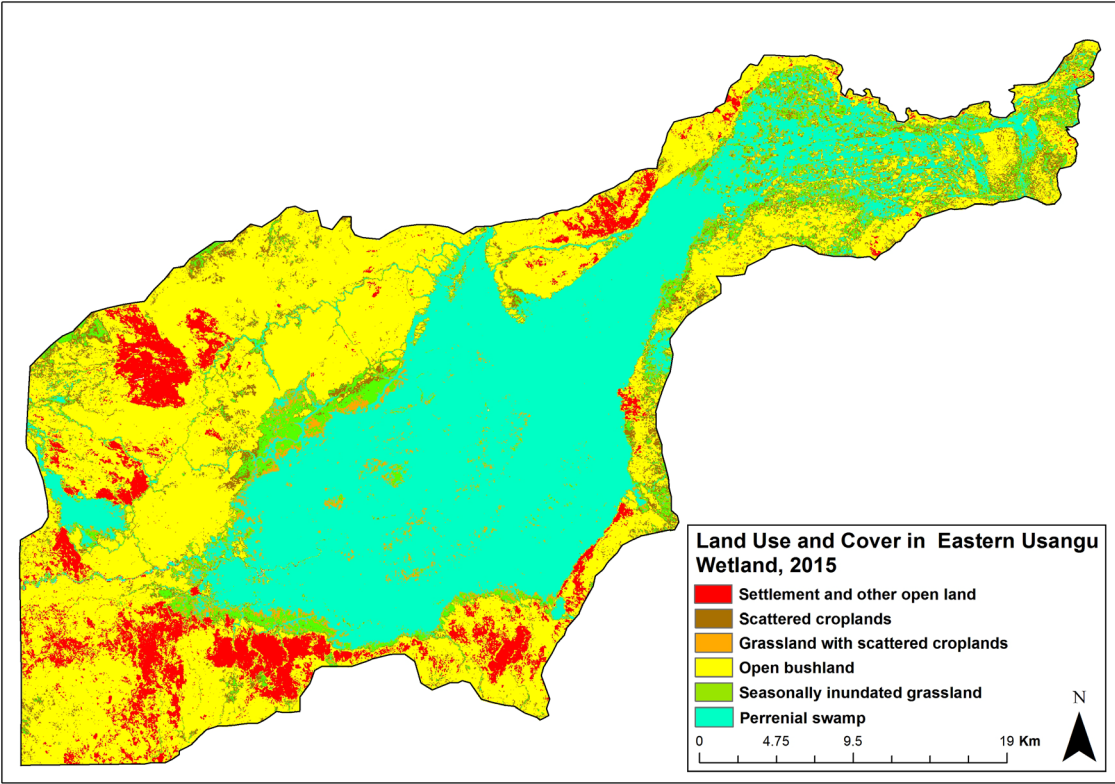 Land Use and Cover in Eastern Usangu
Wetland, 2015
Settlement and other open land
Scattered croplands
Grassland with scattered croplands
Open bushland
Seasonally inundated grassland
Perrenial swamp
N
0 4.75 9.5 19 Km